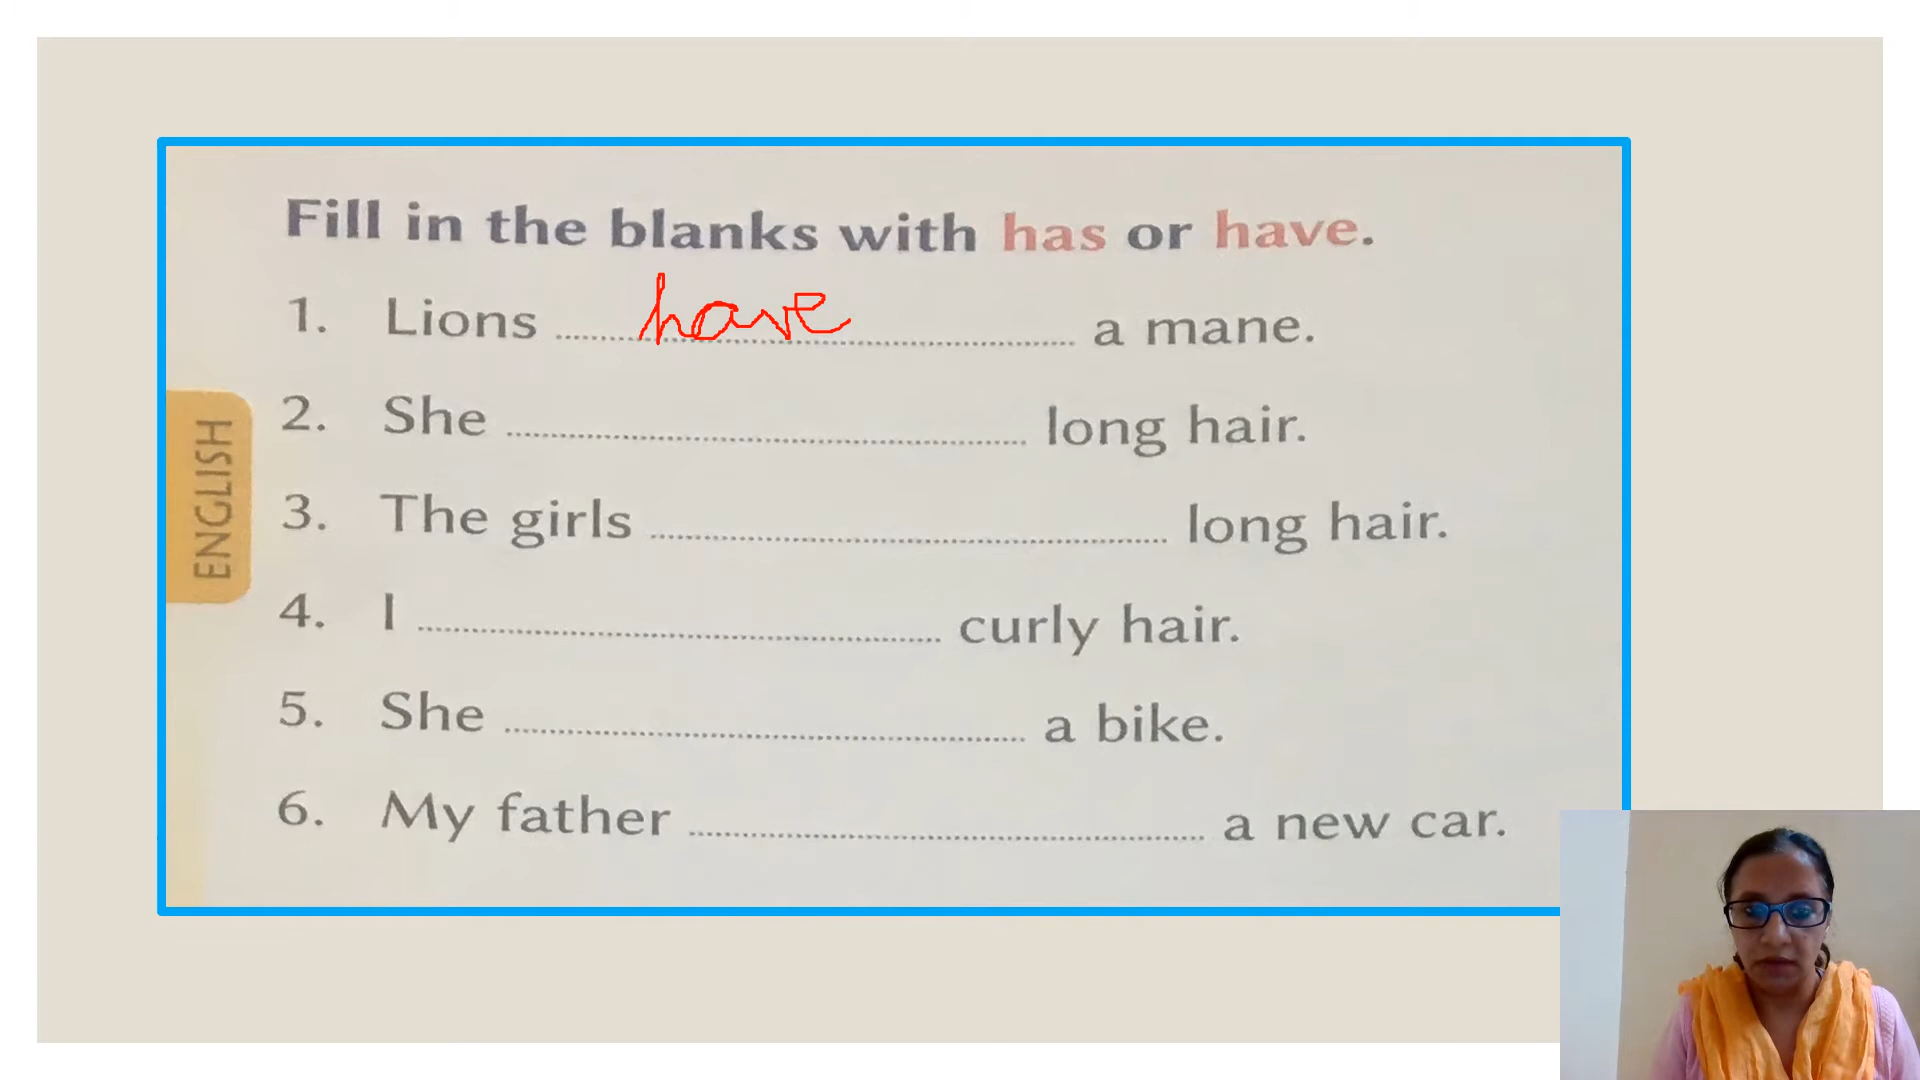 Fill in the blanks with has or have.
1. Lions ..... have ..... a mane.
2. She .......... long hair.
3. The girls .......... long hair.
4. I .......... curly hair.
5. She .......... a bike.
6. My father .......... a new car.
ENGLISH